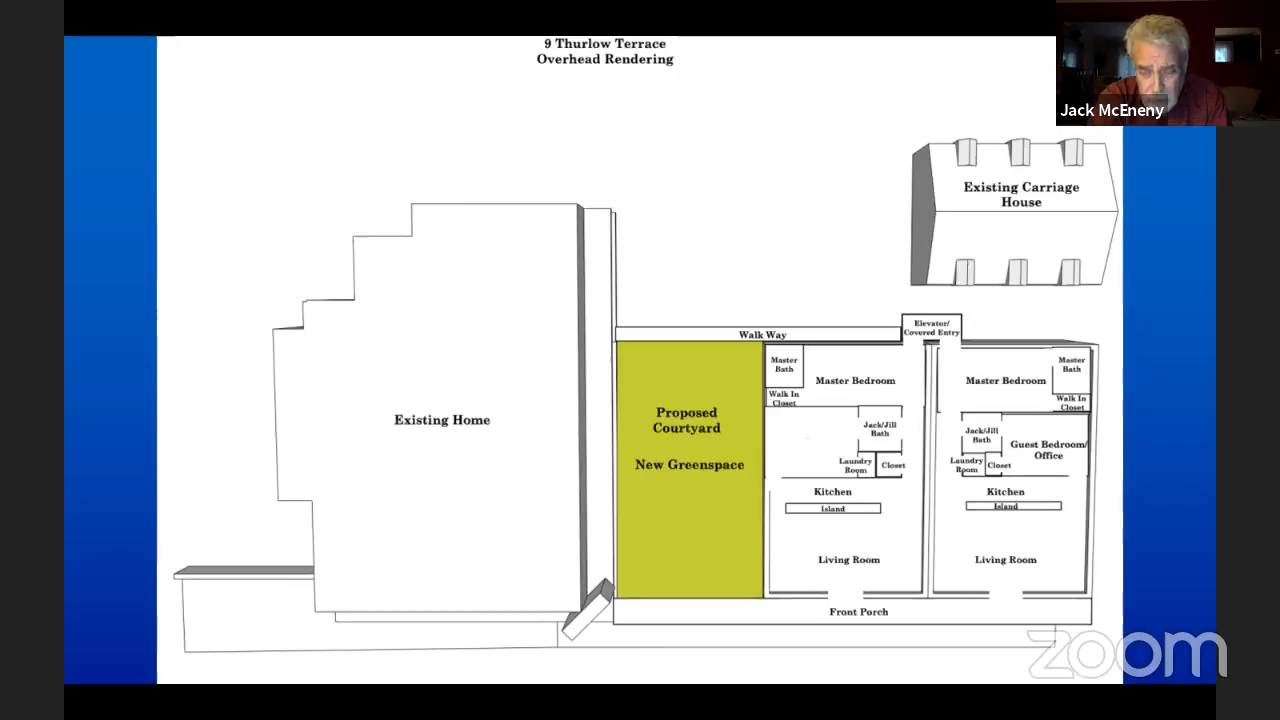 9 Thurlow Terrace
Overhead Rendering
Jack McEneny
Existing Carriage
House
Elevator/
Covered Entry
Walk Way
Master
Bath
Master Bedroom
Walk In
Closet
Master Bedroom
Master
Bath
Walk In
Closet
Existing Home
Proposed
Courtyard
New Greenspace
Jack/Jill
Bath
Laundry
Room
Closet
Kitchen
Island
Living Room
Jack/Jill
Bath
Guest Bedroom/
Office
Laundry
Room
Closet
Kitchen
Island
Living Room
Front Porch
zoom